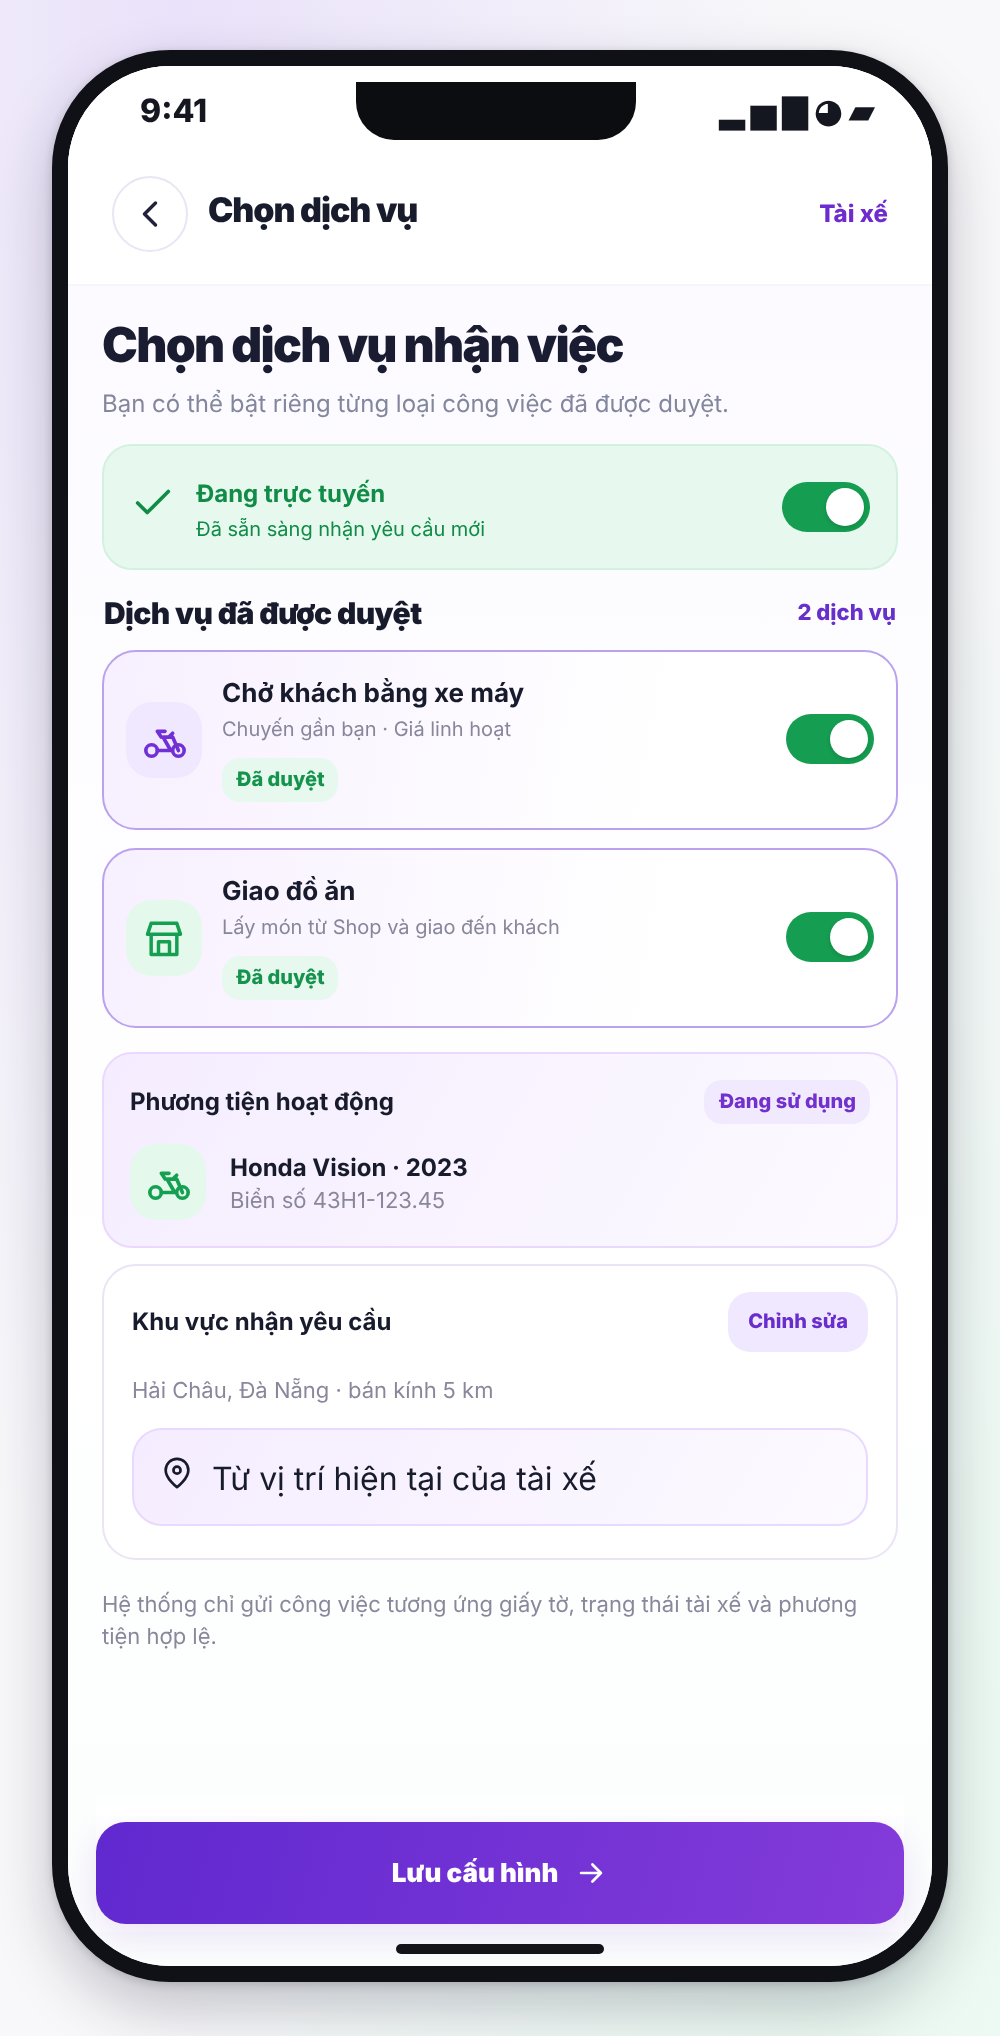 9:41
Chọn dịch vụ
Tài xế
Chọn dịch vụ nhận việc
Bạn có thể bật riêng từng loại công việc đã được duyệt.
Đang trực tuyến
Đã sẵn sàng nhận yêu cầu mới
Dịch vụ đã được duyệt
2 dịch vụ
Chở khách bằng xe máy
Chuyến gần bạn · Giá linh hoạt
Đã duyệt
Giao đồ ăn
Lấy món từ Shop và giao đến khách
Đã duyệt
Phương tiện hoạt động
Đang sử dụng
Honda Vision · 2023
Biển số 43H1-123.45
Khu vực nhận yêu cầu
Chỉnh sửa
Hải Châu, Đà Nẵng · bán kính 5 km
Từ vị trí hiện tại của tài xế
Hệ thống chỉ gửi công việc tương ứng giấy tờ, trạng thái tài xế và phương
tiện hợp lệ.
Lưu cấu hình